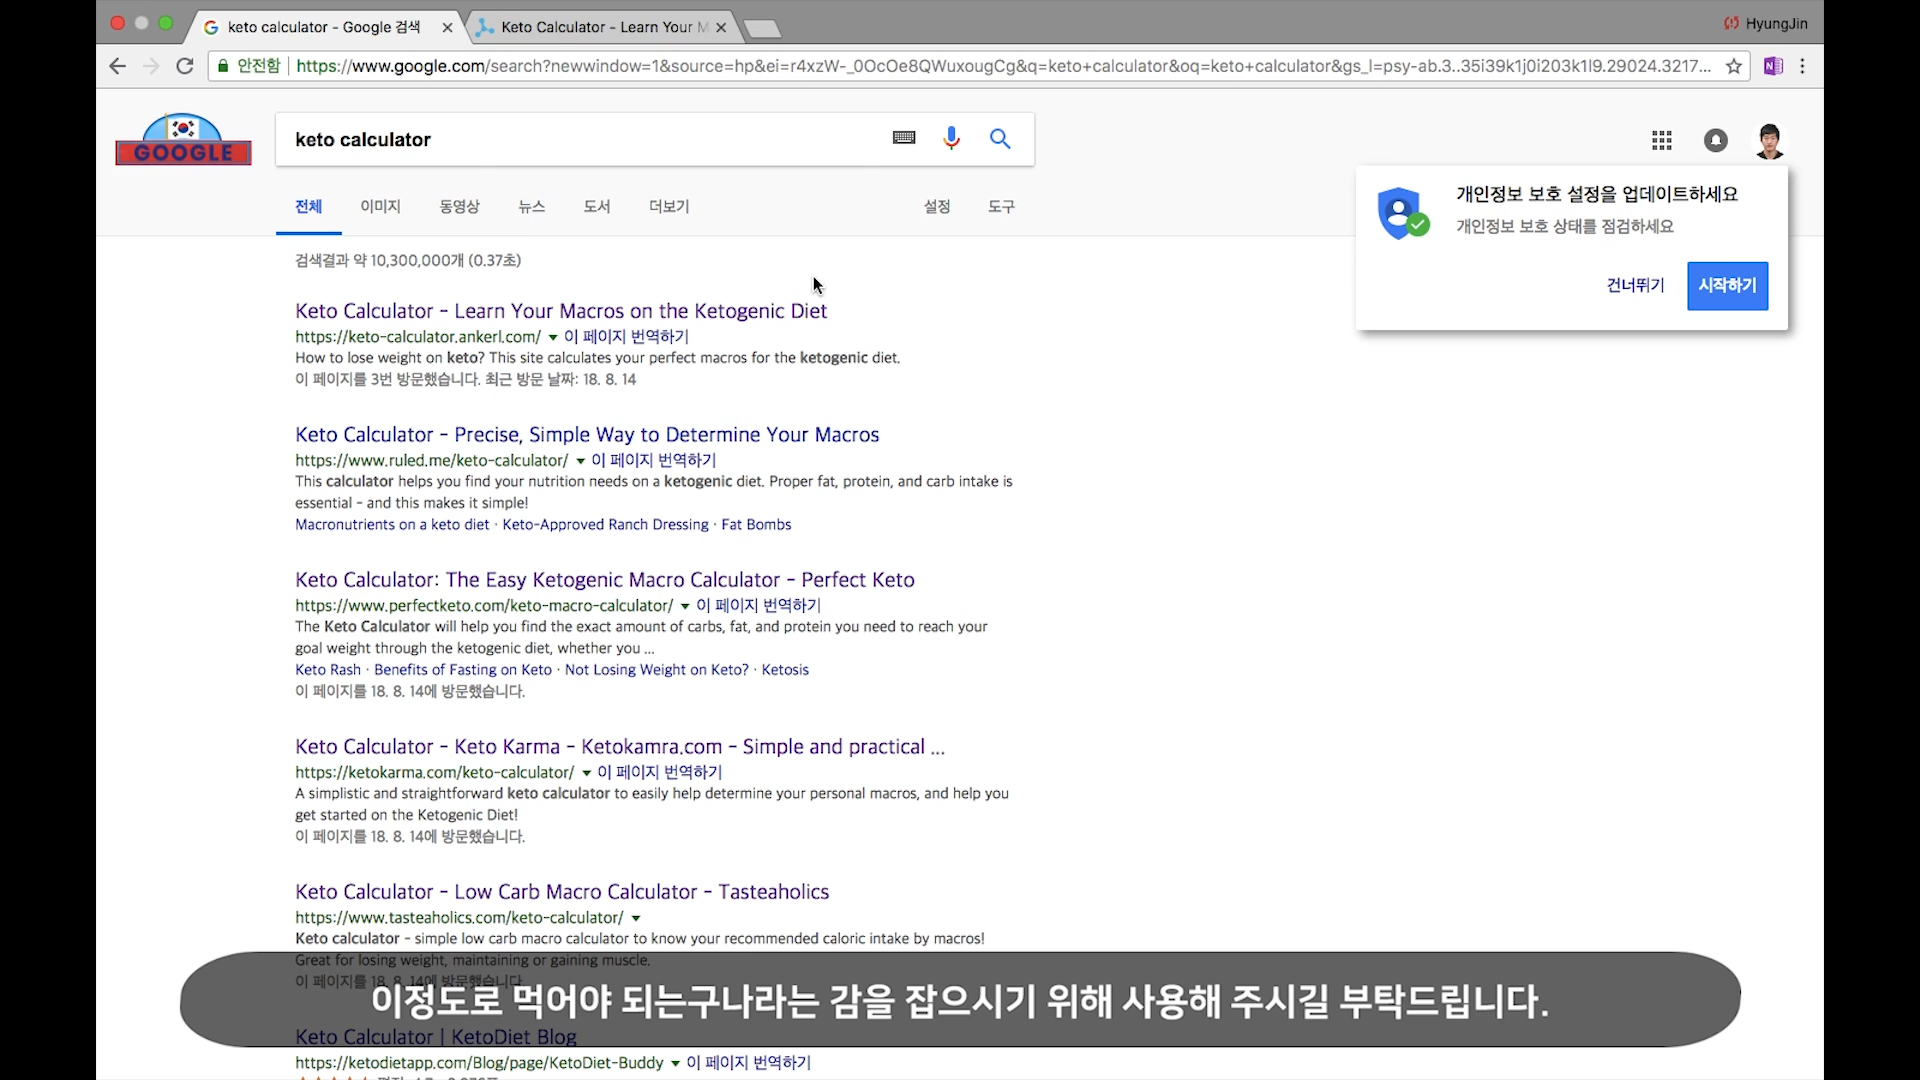 keto calculator - Google 검색
Keto Calculator - Learn Your M
HyungJin
안전함
https://www.google.com/search?newwindow=1&source=hp&ei=r4xzW-_0OcOe8QWuxougCg&q=keto+calculator&oq=keto+calculator&gs_l=psy-ab.3..35i39k1j0i203k1l9.29024.3217...
GOOGLE
keto calculator
전체
이미지
동영상
뉴스
도서
더보기
설정
도구
개인정보 보호 설정을 업데이트하세요
개인정보 보호 상태를 점검하세요
건너뛰기
시작하기
검색결과 약 10,300,000개 (0.37초)
Keto Calculator - Learn Your Macros on the Ketogenic Diet
https://keto-calculator.ankerl.com/ ▼ 이 페이지 번역하기
How to lose weight on keto? This site calculates your perfect macros for the ketogenic diet.
이 페이지를 3번 방문했습니다. 최근 방문 날짜: 18. 8. 14
Keto Calculator - Precise, Simple Way to Determine Your Macros
https://www.ruled.me/keto-calculator/ ▼ 이 페이지 번역하기
This calculator helps you find your nutrition needs on a ketogenic diet. Proper fat, protein, and carb intake is
essential - and this makes it simple!
Macronutrients on a keto diet · Keto-Approved Ranch Dressing · Fat Bombs
Keto Calculator: The Easy Ketogenic Macro Calculator - Perfect Keto
https://www.perfectketo.com/keto-macro-calculator/ ▼ 이 페이지 번역하기
The Keto Calculator will help you find the exact amount of carbs, fat, and protein you need to reach your
goal weight through the ketogenic diet, whether you ...
Keto Rash · Benefits of Fasting on Keto · Not Losing Weight on Keto? · Ketosis
이 페이지를 18. 8. 14에 방문했습니다.
Keto Calculator - Keto Karma - Ketokamra.com - Simple and practical ...
https://ketokarma.com/keto-calculator/ ▼ 이 페이지 번역하기
A simplistic and straightforward keto calculator to easily help determine your personal macros, and help you
get started on the Ketogenic Diet!
이 페이지를 18. 8. 14에 방문했습니다.
Keto Calculator - Low Carb Macro Calculator - Tasteaholics
https://www.tasteaholics.com/keto-calculator/ ▼
Keto calculator - simple low carb macro calculator to know your recommended caloric intake by macros!
Great for losing weight, maintaining or gaining muscle.
이 페이지를 18. 8. 14에 방문했습니다.
이정도로 먹어야 되는구나라는 감을 잡으시기 위해 사용해 주시길 부탁드립니다.
Keto Calculator | KetoDiet Blog
https://ketodietapp.com/Blog/page/KetoDiet-Buddy ▼ 이 페이지 번역하기